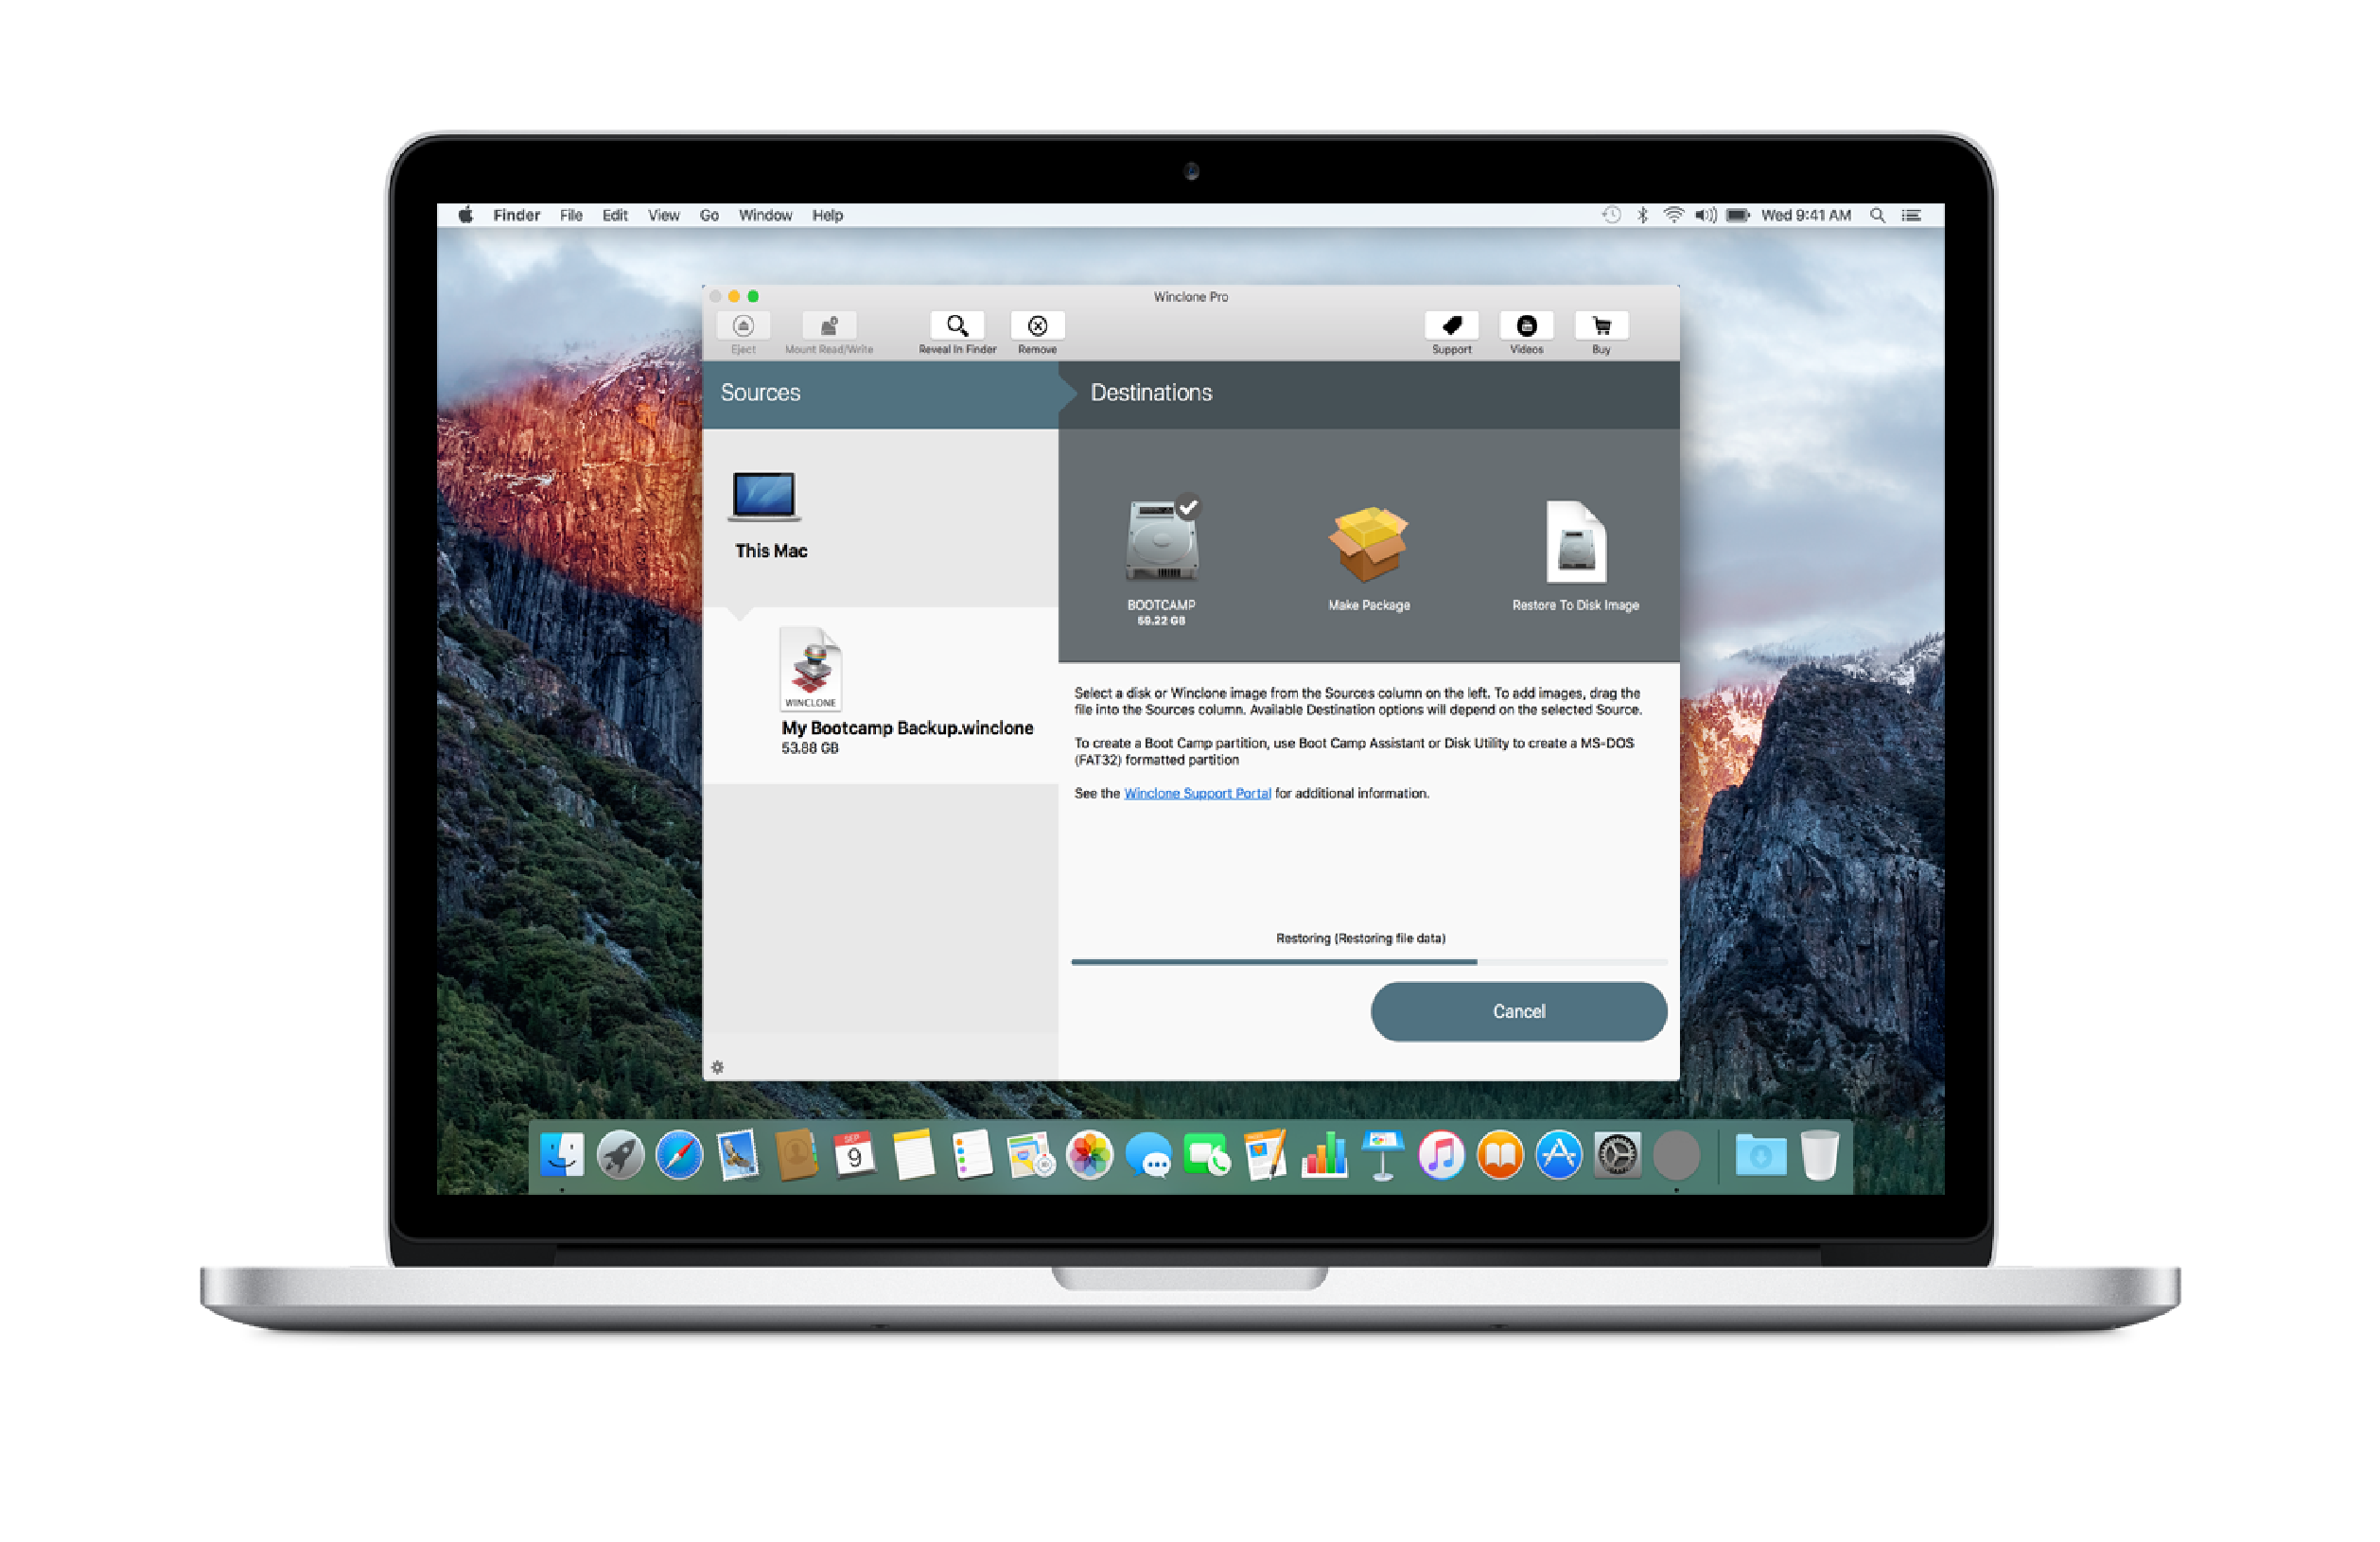 Finder File Edit View Go Window Help Wed 9:41 AM
Winclone Pro
Eject Mount Read/Write Reveal In Finder Remove Support Videos Buy
Sources
Destinations
This Mac
BOOTCAMP
59.22 GB
Make Package
Restore To Disk Image
WINCLONE
My Bootcamp Backup.winclone
53.88 GB
Select a disk or Winclone image from the Sources column on the left. To add images, drag the
file into the Sources column. Available Destination options will depend on the selected Source.
To create a Boot Camp partition, use Boot Camp Assistant or Disk Utility to create a MS-DOS
(FAT32) formatted partition
See the Winclone Support Portal for additional information.
Restoring (Restoring file data)
Cancel
SEP
9